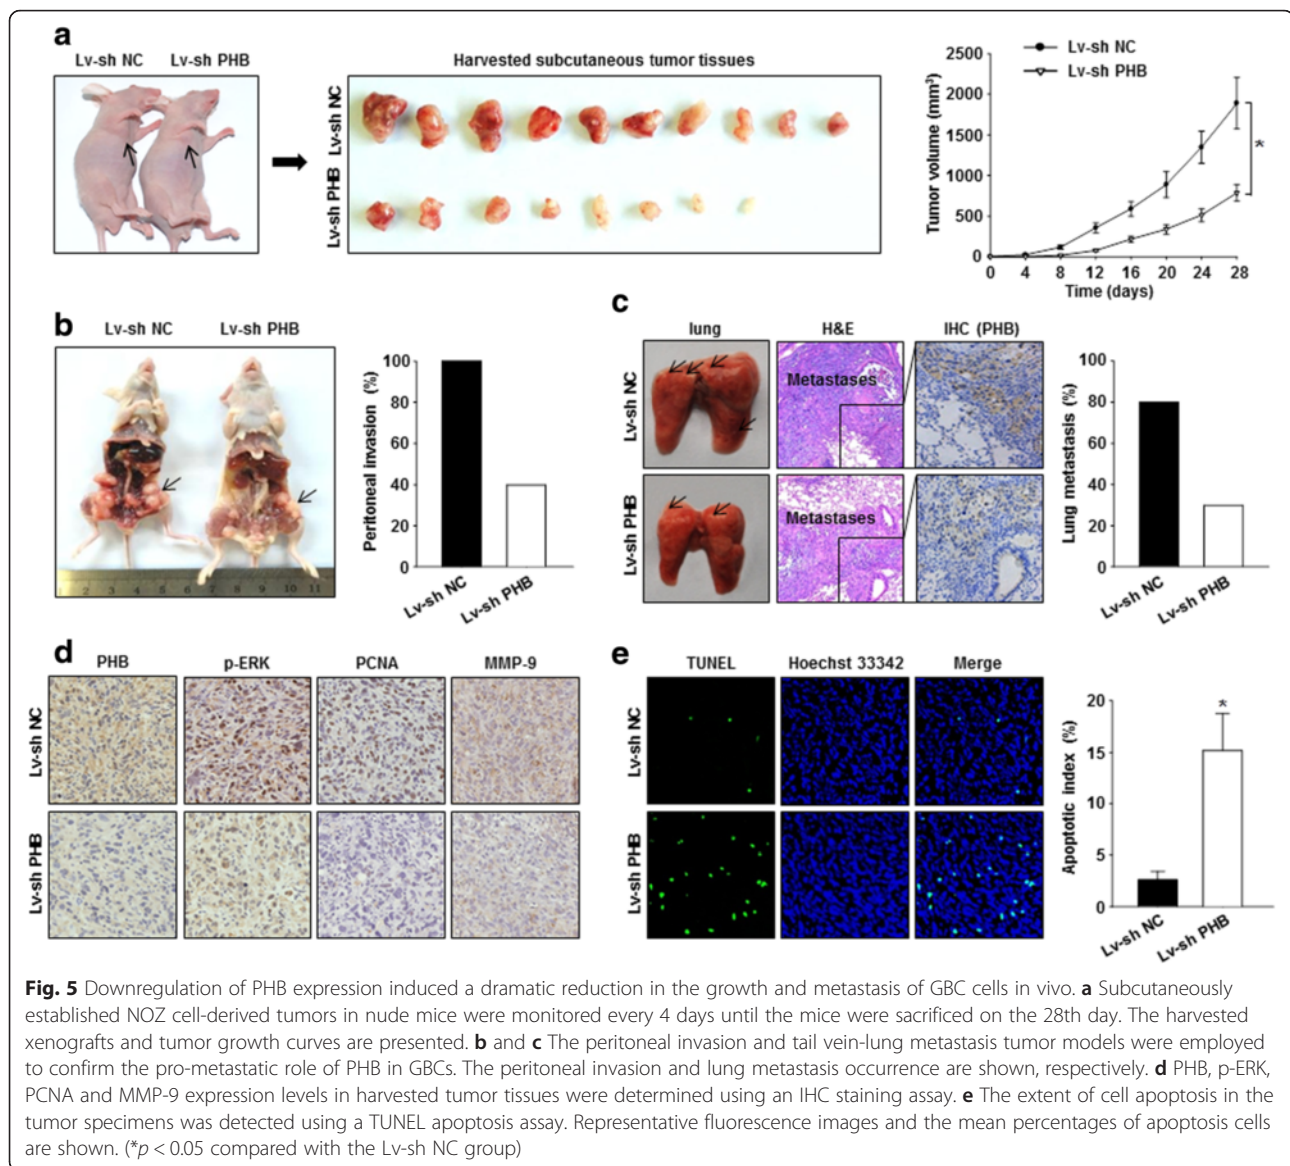 a
Lv-sh NC Lv-sh PHB
Harvested subcutaneous tumor tissues
Lv-sh NC
Lv-sh PHB
Lv-sh NC
Lv-sh PHB
Tumor volume (mm³)
2500
2000
1500
1000
500
0
*
0 4 8 12 16 20 24 28
Time (days)
b
Lv-sh NC Lv-sh PHB
1 2 3 4 5 6 7 8 9 10 11
Peritoneal invasion (%)
100
80
60
40
20
0
Lv-sh NC
Lv-sh PHB
c
lung H&E IHC (PHB)
Lv-sh NC
Metastases
Lv-sh PHB
Metastases
Lung metastasis (%)
100
80
60
40
20
0
Lv-sh NC
Lv-sh PHB
d
PHB p-ERK PCNA MMP-9
Lv-sh NC
Lv-sh PHB
e
TUNEL Hoechst 33342 Merge
Lv-sh NC
Lv-sh PHB
Apoptotic index (%)
20
15
10
5
0
*
Lv-sh NC
Lv-sh PHB
Fig. 5 Downregulation of PHB expression induced a dramatic reduction in the growth and metastasis of GBC cells in vivo. a Subcutaneously
established NOZ cell-derived tumors in nude mice were monitored every 4 days until the mice were sacrificed on the 28th day. The harvested
xenografts and tumor growth curves are presented. b and c The peritoneal invasion and tail vein-lung metastasis tumor models were employed
to confirm the pro-metastatic role of PHB in GBCs. The peritoneal invasion and lung metastasis occurrence are shown, respectively. d PHB, p-ERK,
PCNA and MMP-9 expression levels in harvested tumor tissues were determined using an IHC staining assay. e The extent of cell apoptosis in the
tumor specimens was detected using a TUNEL apoptosis assay. Representative fluorescence images and the mean percentages of apoptosis cells
are shown. (*p < 0.05 compared with the Lv-sh NC group)